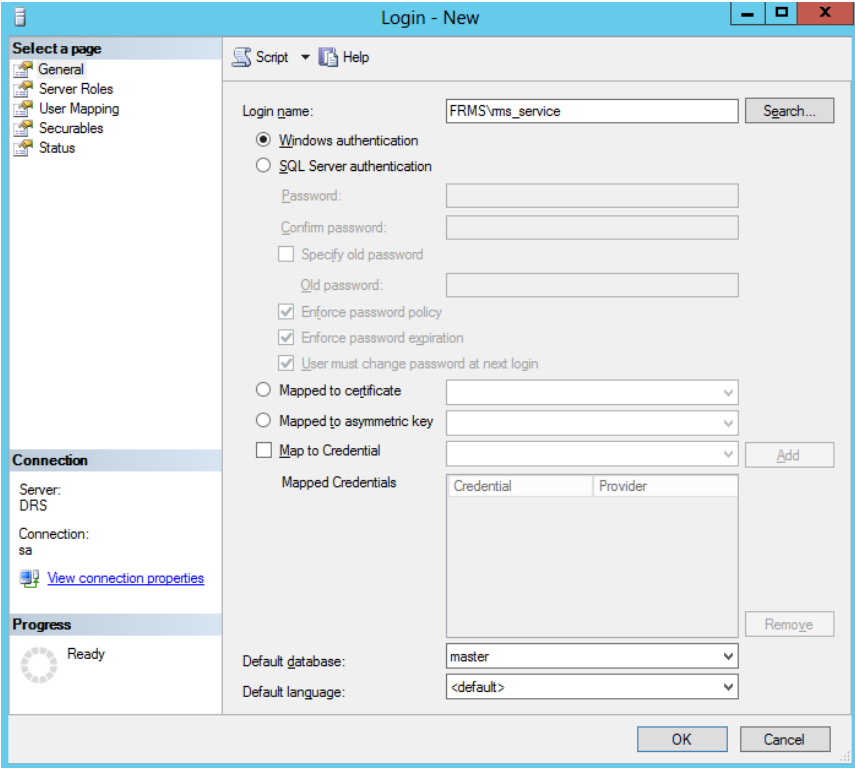 Login - New
Select a page
General
Server Roles
User Mapping
Securables
Status
Script
Help
Login name:
FRMS\rms_service
Search...
Windows authentication
SQL Server authentication
Password:
Confirm password:
Specify old password
Old password:
Enforce password policy
Enforce password expiration
User must change password at next login
Mapped to certificate
Mapped to asymmetric key
Map to Credential
Add
Mapped Credentials
Credential Provider
Remove
Default database:
master
Default language:
<default>
Connection
Server:
DRS
Connection:
sa
View connection properties
Progress
Ready
OK
Cancel